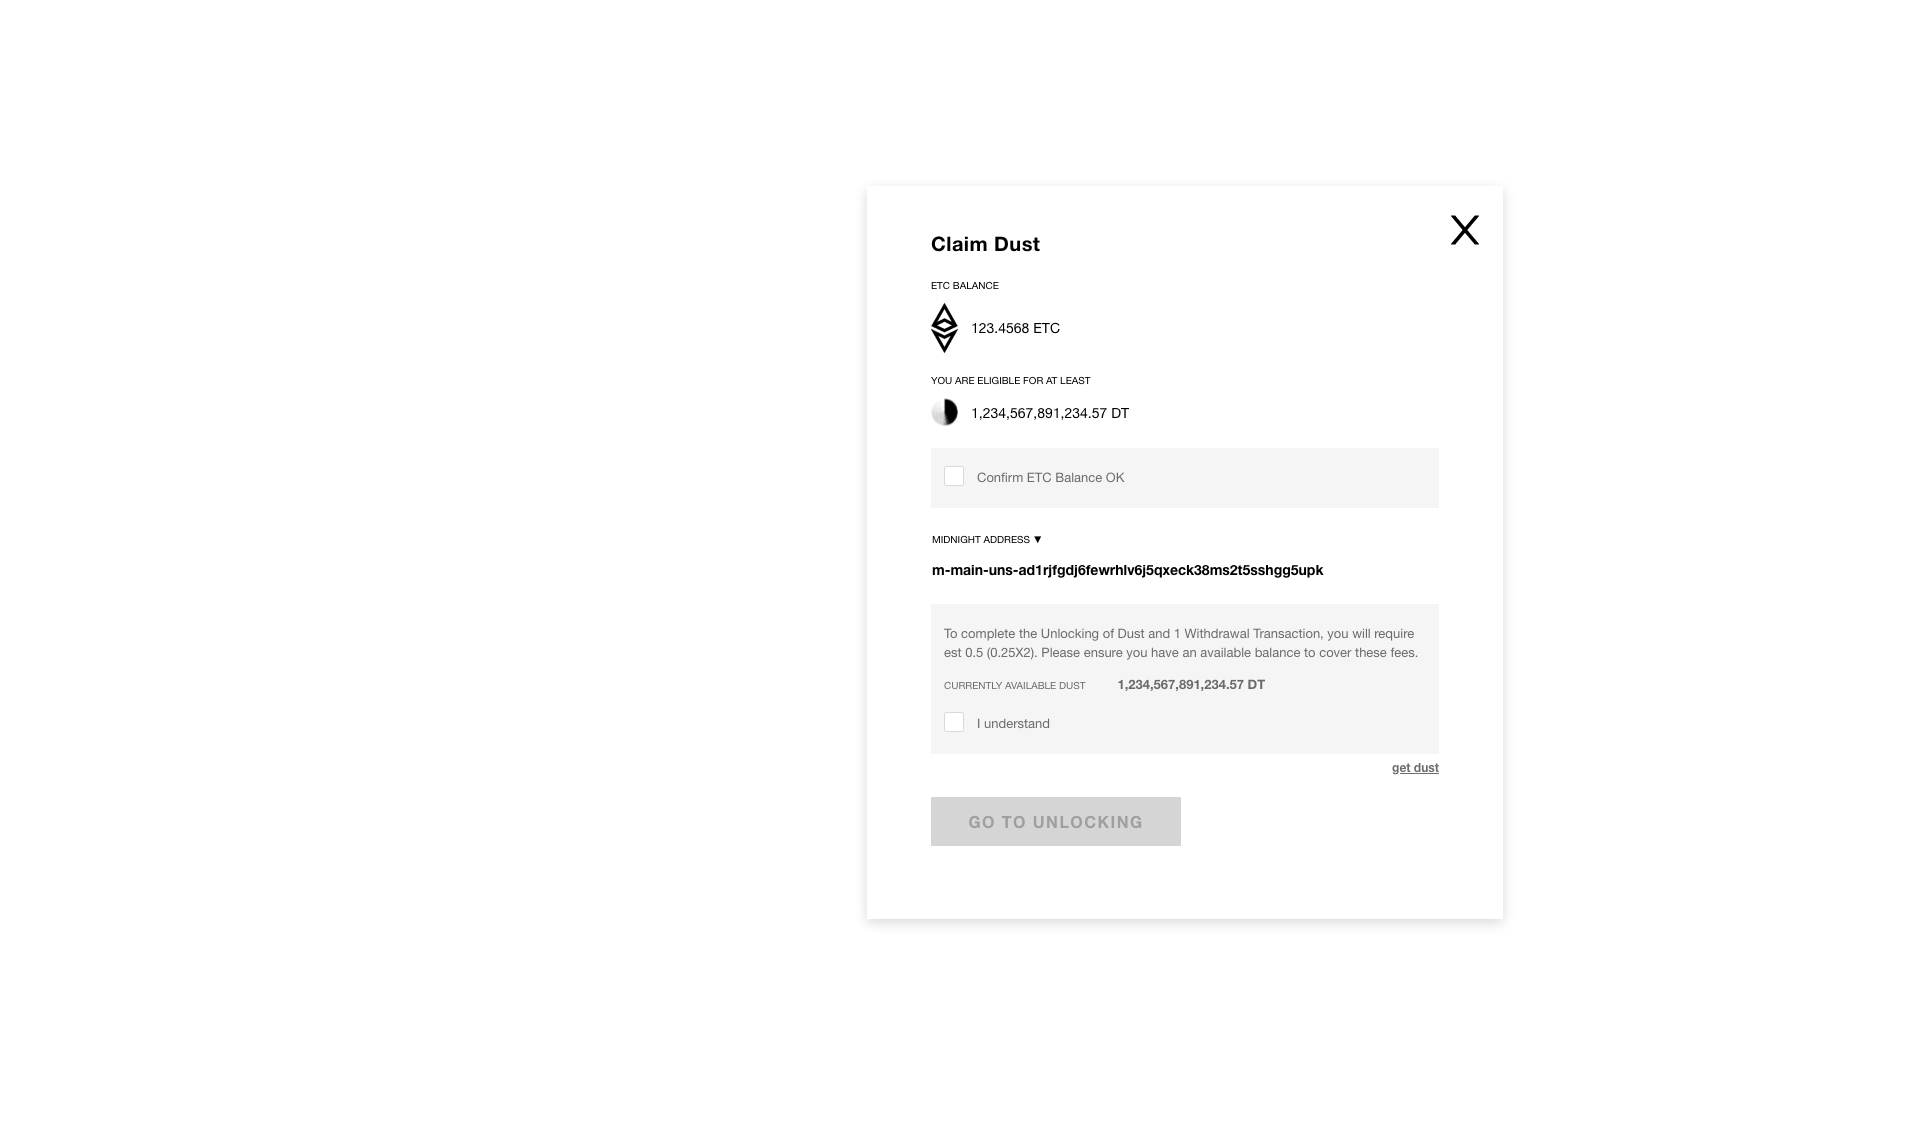 X
Claim Dust
ETC BALANCE
123.4568 ETC
YOU ARE ELIGIBLE FOR AT LEAST
1,234,567,891,234.57 DT
Confirm ETC Balance OK
MIDNIGHT ADDRESS ▼
m-main-uns-ad1rjfgdj6fewrhlv6j5qxeck38ms2t5sshgg5upk
To complete the Unlocking of Dust and 1 Withdrawal Transaction, you will require
est 0.5 (0.25X2). Please ensure you have an available balance to cover these fees.
CURRENTLY AVAILABLE DUST 1,234,567,891,234.57 DT
I understand
get dust
GO TO UNLOCKING